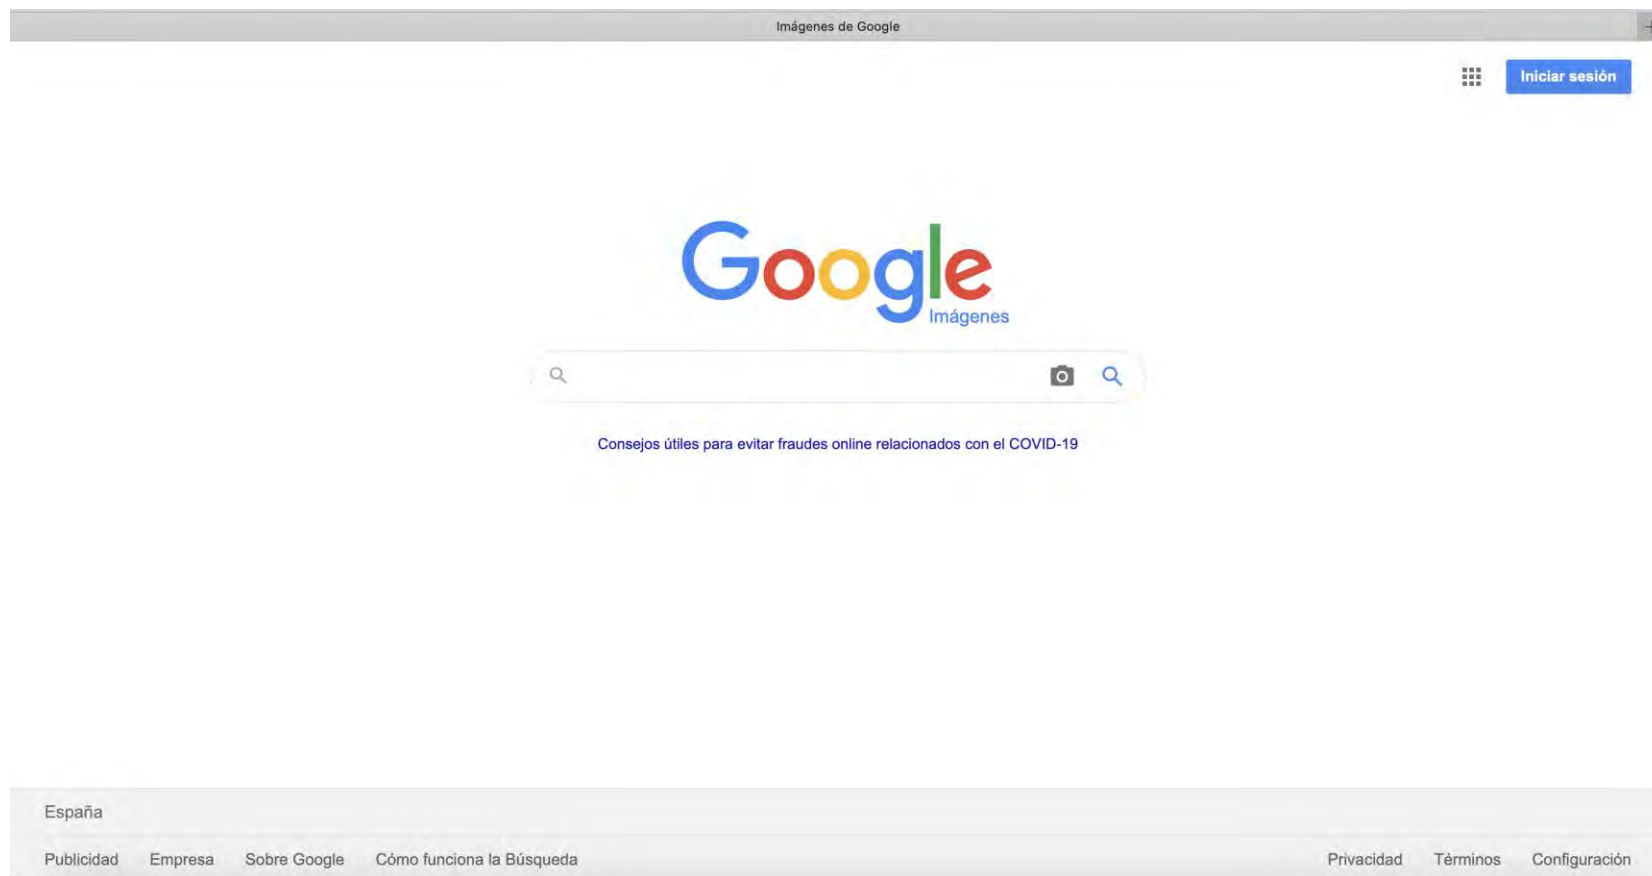 Imágenes de Google
Iniciar sesión
Google
Imágenes
Consejos útiles para evitar fraudes online relacionados con el COVID-19
España
Publicidad Empresa Sobre Google Cómo funciona la Búsqueda Privacidad Términos Configuración